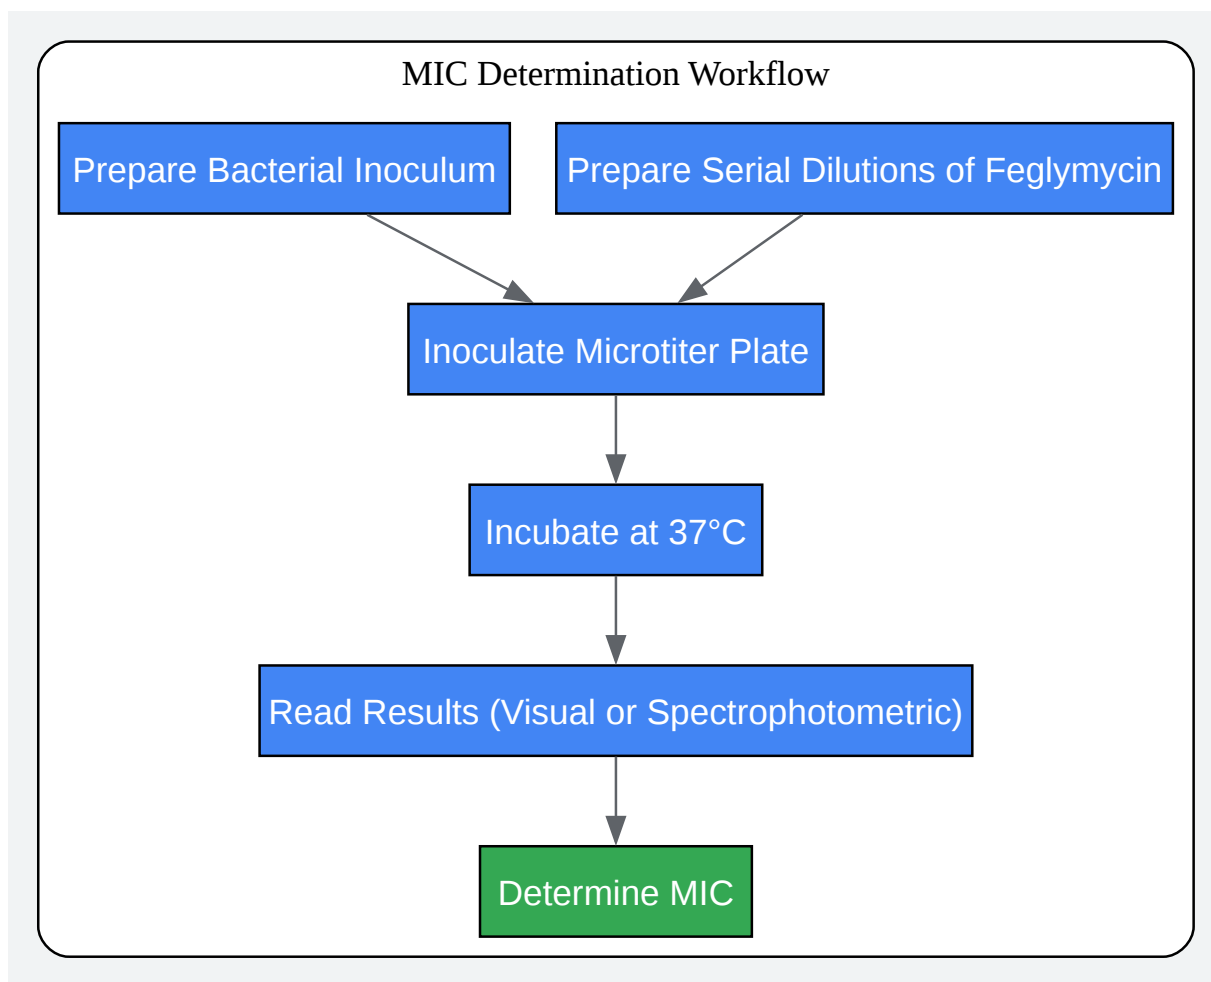 MIC Determination Workflow
Prepare Bacterial Inoculum
Prepare Serial Dilutions of Feglymycin
Inoculate Microtiter Plate
Incubate at 37°C
Read Results (Visual or Spectrophotometric)
Determine MIC